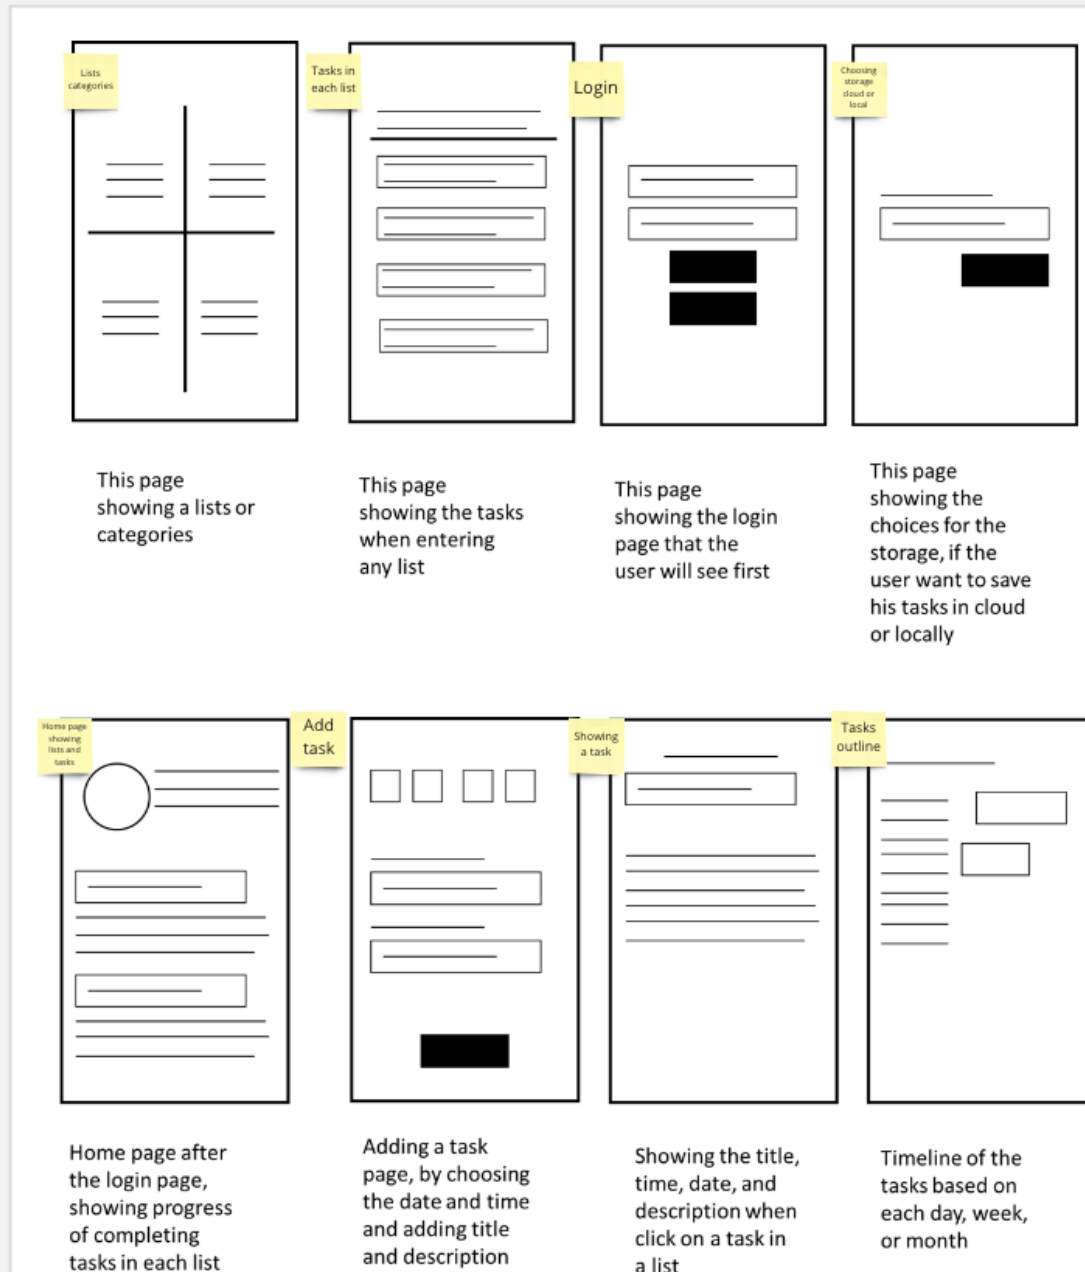 Lists
categories
Tasks in
each list
Login
Choosing
storage
cloud or
local
This page
showing a lists or
categories
This page
showing the tasks
when entering
any list
This page
showing the login
page that the
user will see first
This page
showing the
choices for the
storage, if the
user want to save
his tasks in cloud
or locally
Home page
showing
lists and
tasks
Add
task
Showing
a task
Tasks
outline
Home page after
the login page,
showing progress
of completing
tasks in each list
Adding a task
page, by choosing
the date and time
and adding title
and description
Showing the title,
time, date, and
description when
click on a task in
a list
Timeline of the
tasks based on
each day, week,
or month